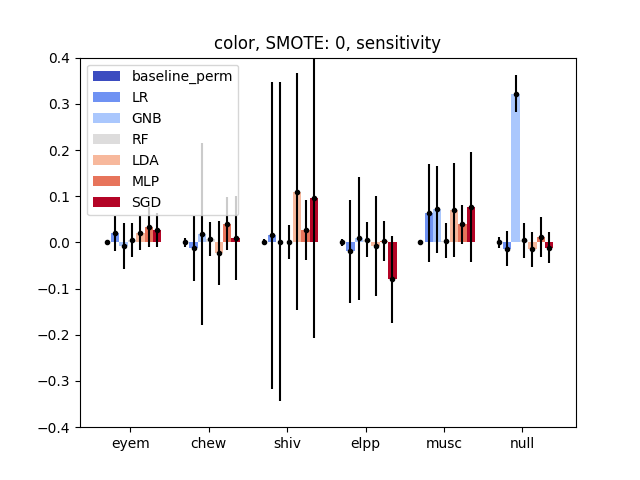 color, SMOTE: 0, sensitivity
0.4
0.3
0.2
0.1
0.0
−0.1
−0.2
−0.3
−0.4
baseline_perm
LR
GNB
RF
LDA
MLP
SGD
eyem chew shiv elpp musc null